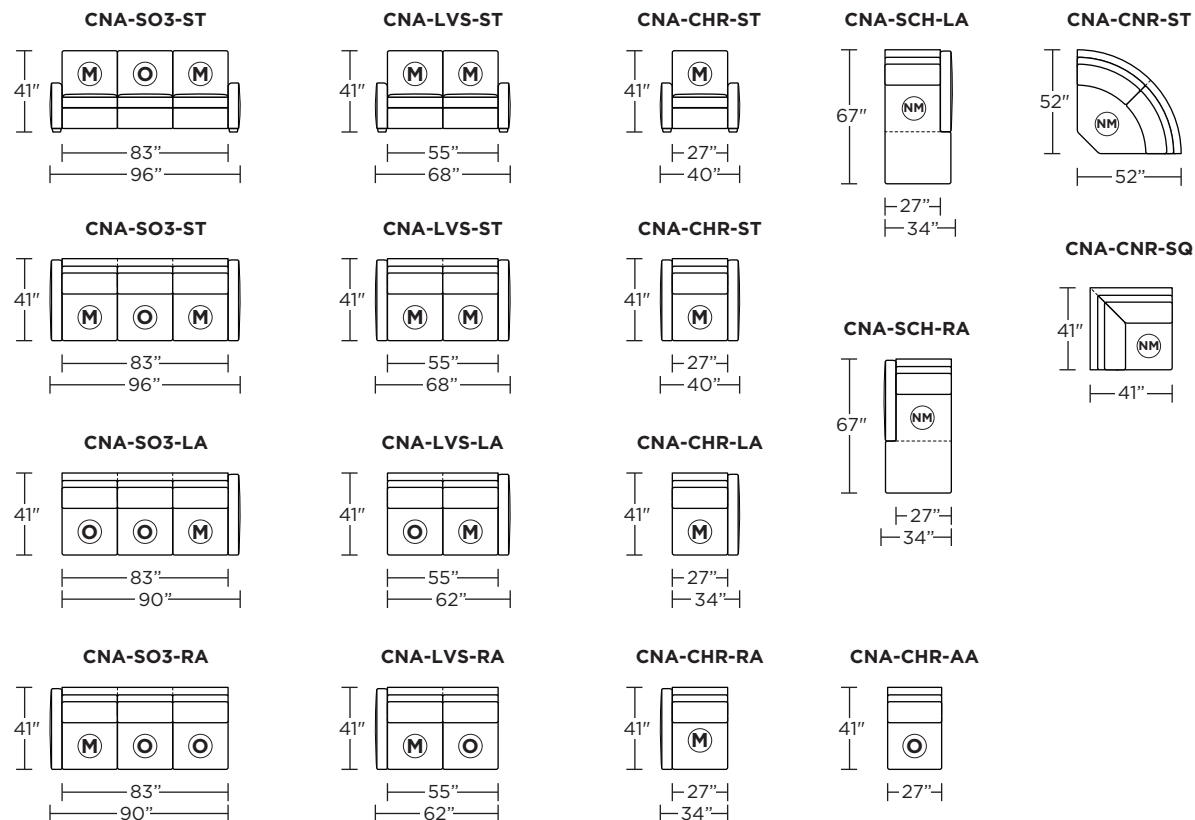 CNA-SO3-ST
41"
M O M
83”
96”
CNA-LVS-ST
41"
M M
55”
68”
CNA-CHR-ST
41"
M
27”
40”
CNA-SCH-LA
67"
NM
27”
34”
CNA-CNR-ST
52"
NM
52"
CNA-SO3-ST
41"
M O M
83”
96”
CNA-LVS-ST
41"
M M
55”
68”
CNA-CHR-ST
41"
M
27”
40”
CNA-SCH-RA
67"
NM
27”
34”
CNA-CNR-SQ
41"
NM
41”
CNA-SO3-LA
41"
O O M
83”
90”
CNA-LVS-LA
41"
O M
55”
62”
CNA-CHR-LA
41"
M
27”
34”
CNA-SO3-RA
41"
M O O
83”
90”
CNA-LVS-RA
41"
M O
55”
62”
CNA-CHR-RA
41"
M
27”
34”
CNA-CHR-AA
41"
O
27”